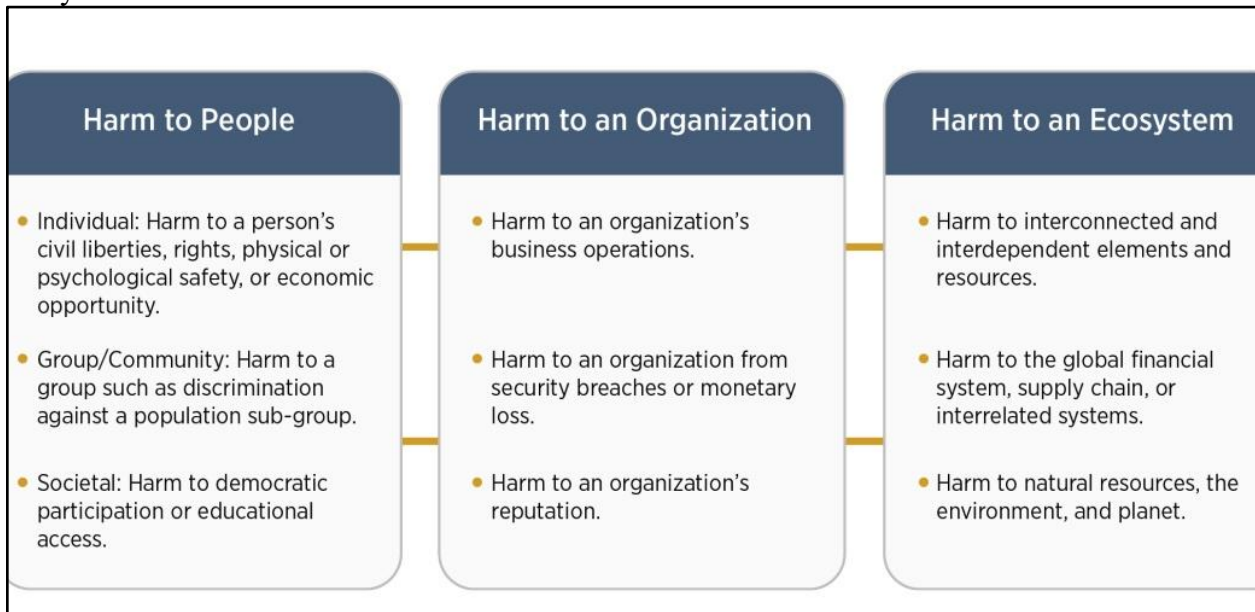 Harm to People
• Individual: Harm to a person's
civil liberties, rights, physical or
psychological safety, or economic
opportunity.
• Group/Community: Harm to a
group such as discrimination
against a population sub-group.
• Societal: Harm to democratic
participation or educational
access.
Harm to an Organization
• Harm to an organization's
business operations.
• Harm to an organization from
security breaches or monetary
loss.
• Harm to an organization's
reputation.
Harm to an Ecosystem
• Harm to interconnected and
interdependent elements and
resources.
• Harm to the global financial
system, supply chain, or
interrelated systems.
• Harm to natural resources, the
environment, and planet.